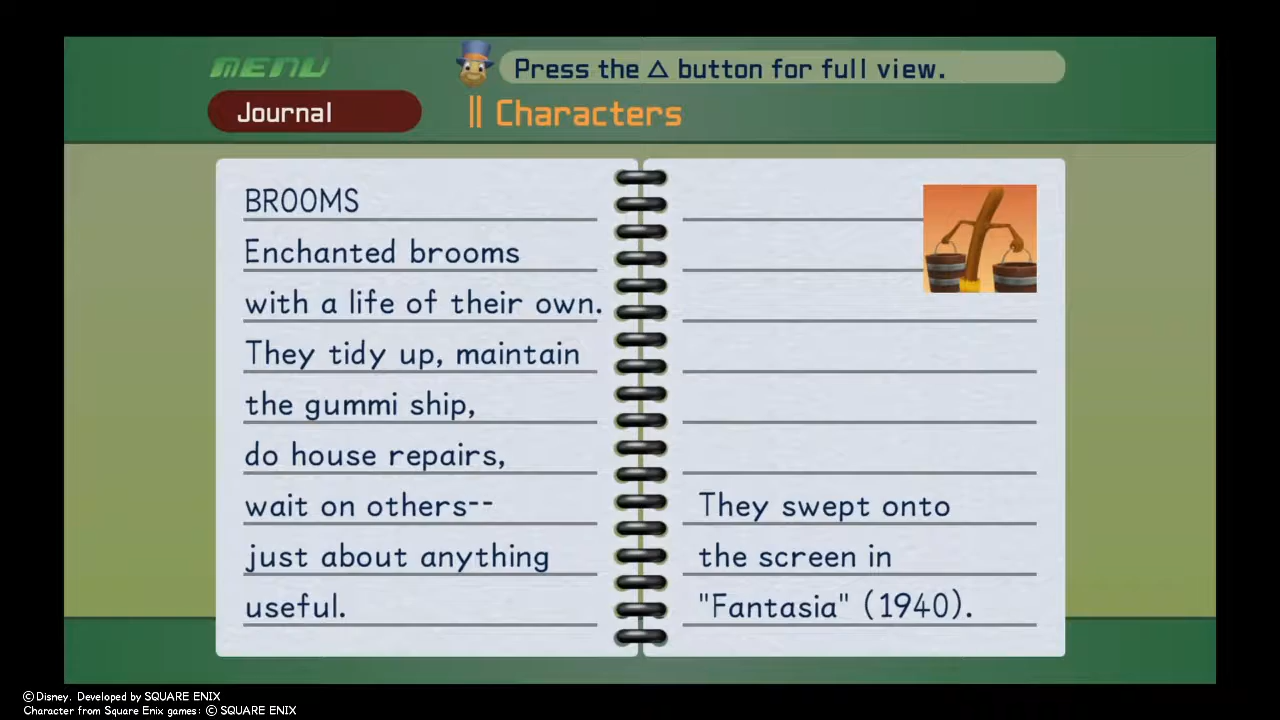 MENU
Press the △ button for full view.
Journal
Characters
BROOMS
Enchanted brooms
with a life of their own.
They tidy up, maintain
the gummi ship,
do house repairs,
wait on others--
just about anything
useful.
They swept onto
the screen in
"Fantasia" (1940).
©Disney. Developed by SQUARE ENIX
Character from Square Enix games: © SQUARE ENIX